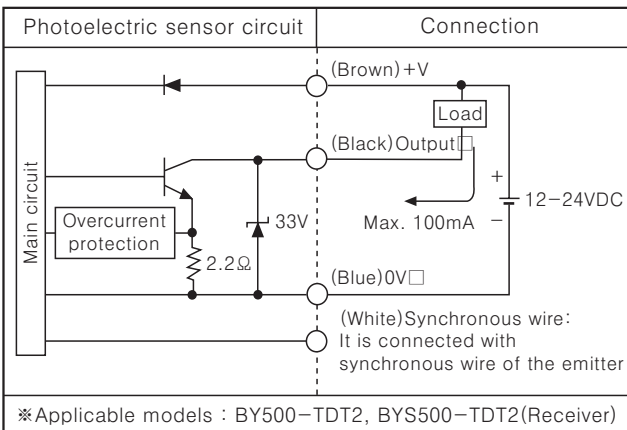 Photoelectric sensor circuit
Connection
(Brown)+V
Load
(Black)Output□
Main circuit
Overcurrent
protection
33V
2.2Ω
Max. 100mA
+
12-24VDC
-
(Blue)0V□
(White)Synchronous wire:
It is connected with
synchronous wire of the emitter
※Applicable models : BY500-TDT2, BYS500-TDT2(Receiver)